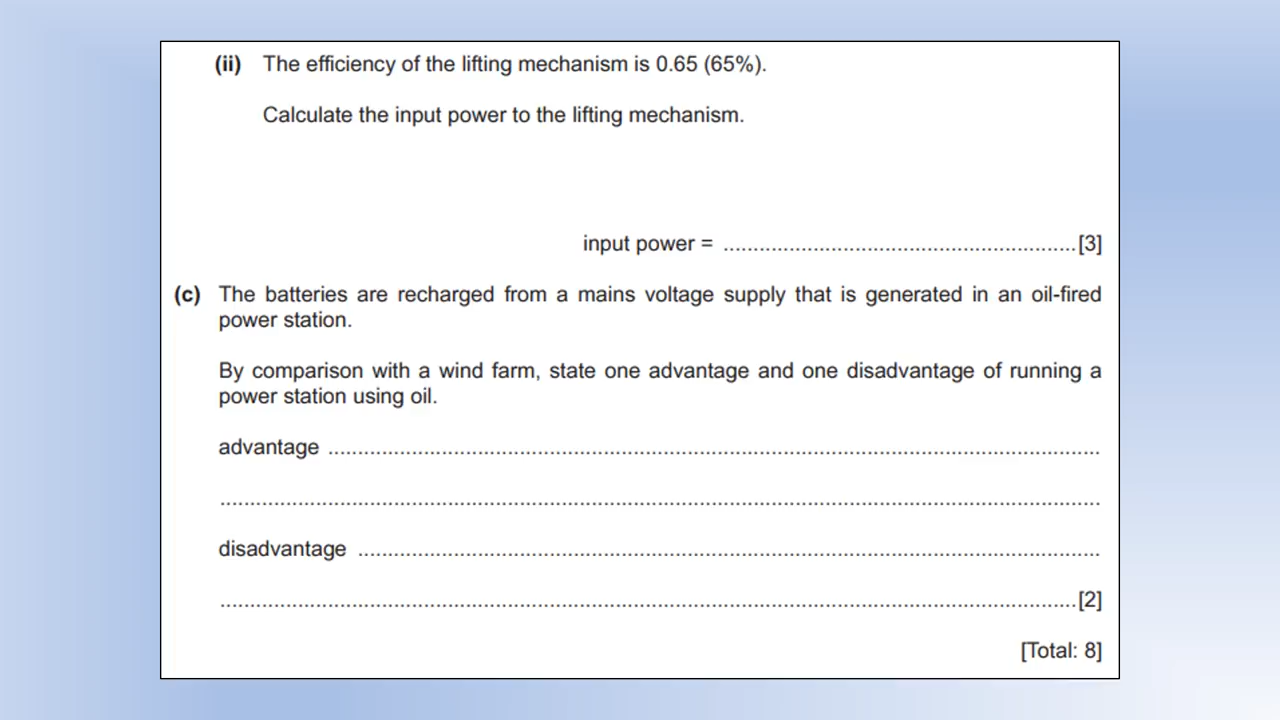 (ii) The efficiency of the lifting mechanism is 0.65 (65%).
Calculate the input power to the lifting mechanism.
input power = ............................................................[3]
(c) The batteries are recharged from a mains voltage supply that is generated in an oil-fired
power station.
By comparison with a wind farm, state one advantage and one disadvantage of running a
power station using oil.
advantage ....................................................................................................................................
......................................................................................................................................................
disadvantage ...............................................................................................................................
..................................................................................................................................................[2]
[Total: 8]